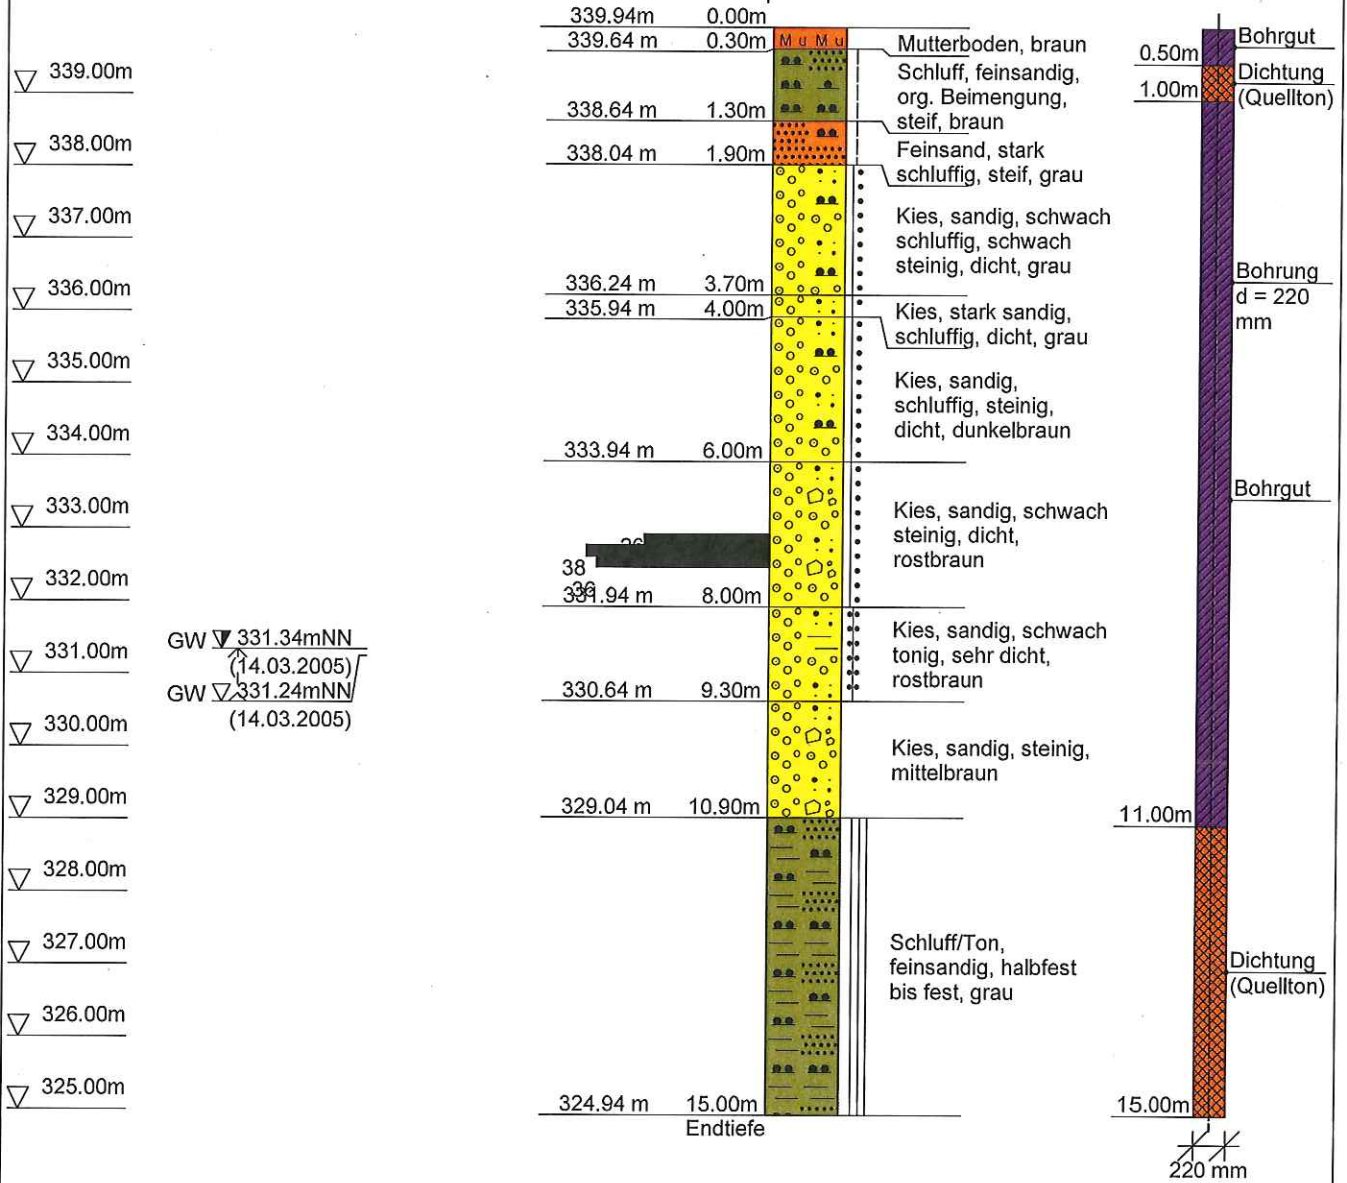 339.94m 0.00m
339.64 m 0.30m
M u M u
Mutterboden, braun
Schluff, feinsandig,
org. Beimengung,
steif, braun
338.64 m 1.30m
Feinsand, stark
schluffig, steif, grau
338.04 m 1.90m
Kies, sandig, schwach
schluffig, schwach
steinig, dicht, grau
336.24 m 3.70m
335.94 m 4.00m
Kies, stark sandig,
schluffig, dicht, grau
Kies, sandig,
schluffig, steinig,
dicht, dunkelbraun
333.94 m 6.00m
Kies, sandig, schwach
steinig, dicht,
rostbraun
26
38
36
331.94 m 8.00m
Kies, sandig, schwach
tonig, sehr dicht,
rostbraun
330.64 m 9.30m
Kies, sandig, steinig,
mittelbraun
329.04 m 10.90m
Schluff/Ton,
feinsandig, halbfest
bis fest, grau
324.94 m 15.00m
Endtiefe
339.00m
338.00m
337.00m
336.00m
335.00m
334.00m
333.00m
332.00m
331.00m
330.00m
329.00m
328.00m
327.00m
326.00m
325.00m
GW 331.34mNN
(14.03.2005)
GW 331.24mNN
(14.03.2005)
Bohrgut
0.50m
Dichtung
(Quellton)
1.00m
Bohrung
d = 220
mm
Bohrgut
11.00m
Dichtung
(Quellton)
15.00m
220 mm